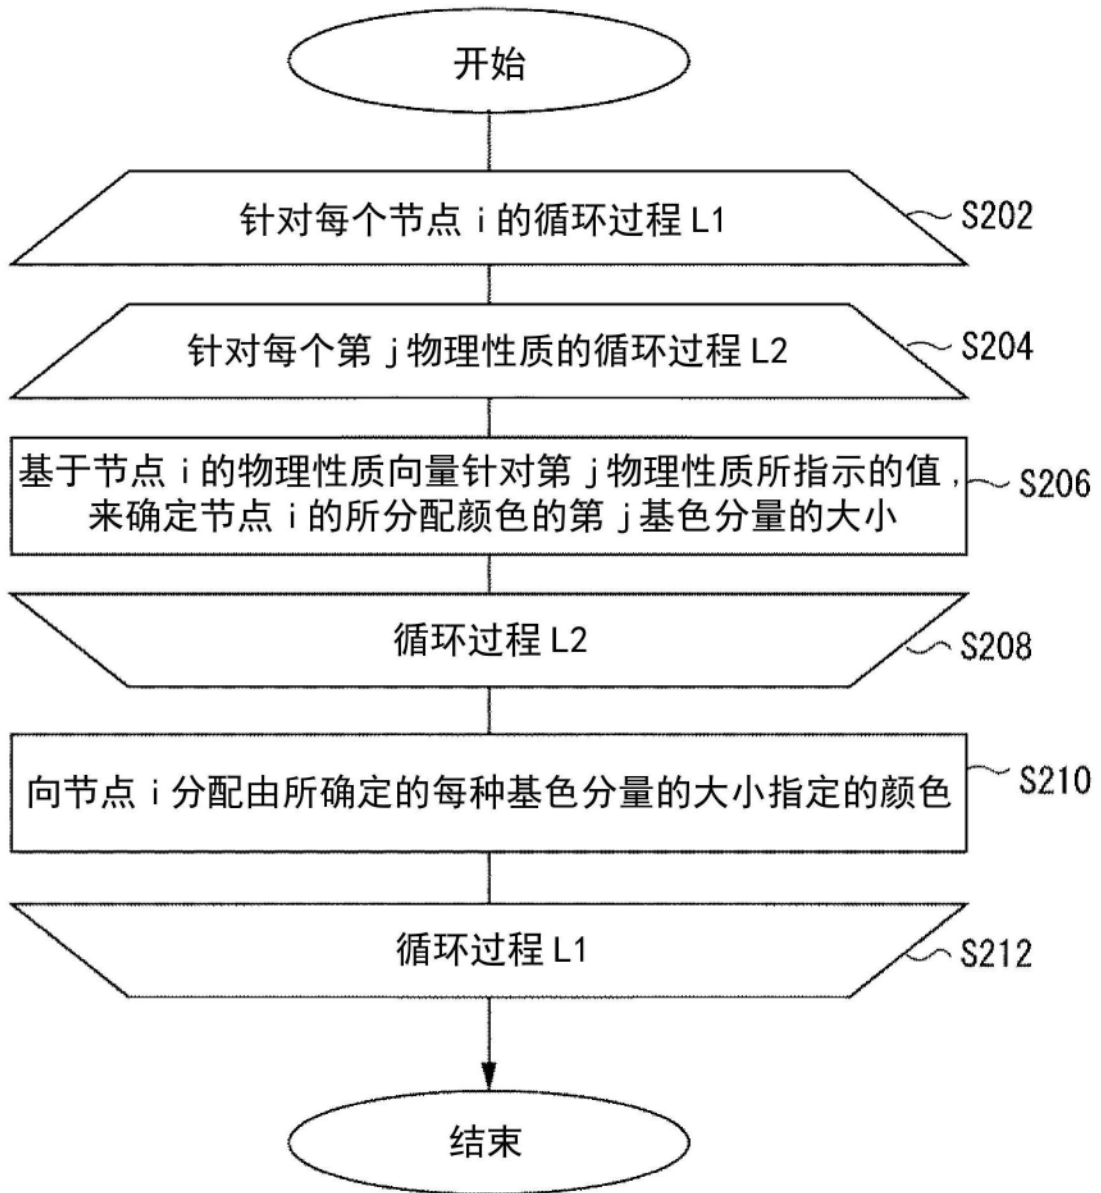 开始
针对每个节点 i 的循环过程 L1
S202
针对每个第 j 物理性质的循环过程 L2
S204
基于节点 i 的物理性质向量针对第 j 物理性质所指示的值,
来确定节点 i 的所分配颜色的第 j 基色分量的大小
S206
循环过程 L2
S208
向节点 i 分配由所确定的每种基色分量的大小指定的颜色
S210
循环过程 L1
S212
结束